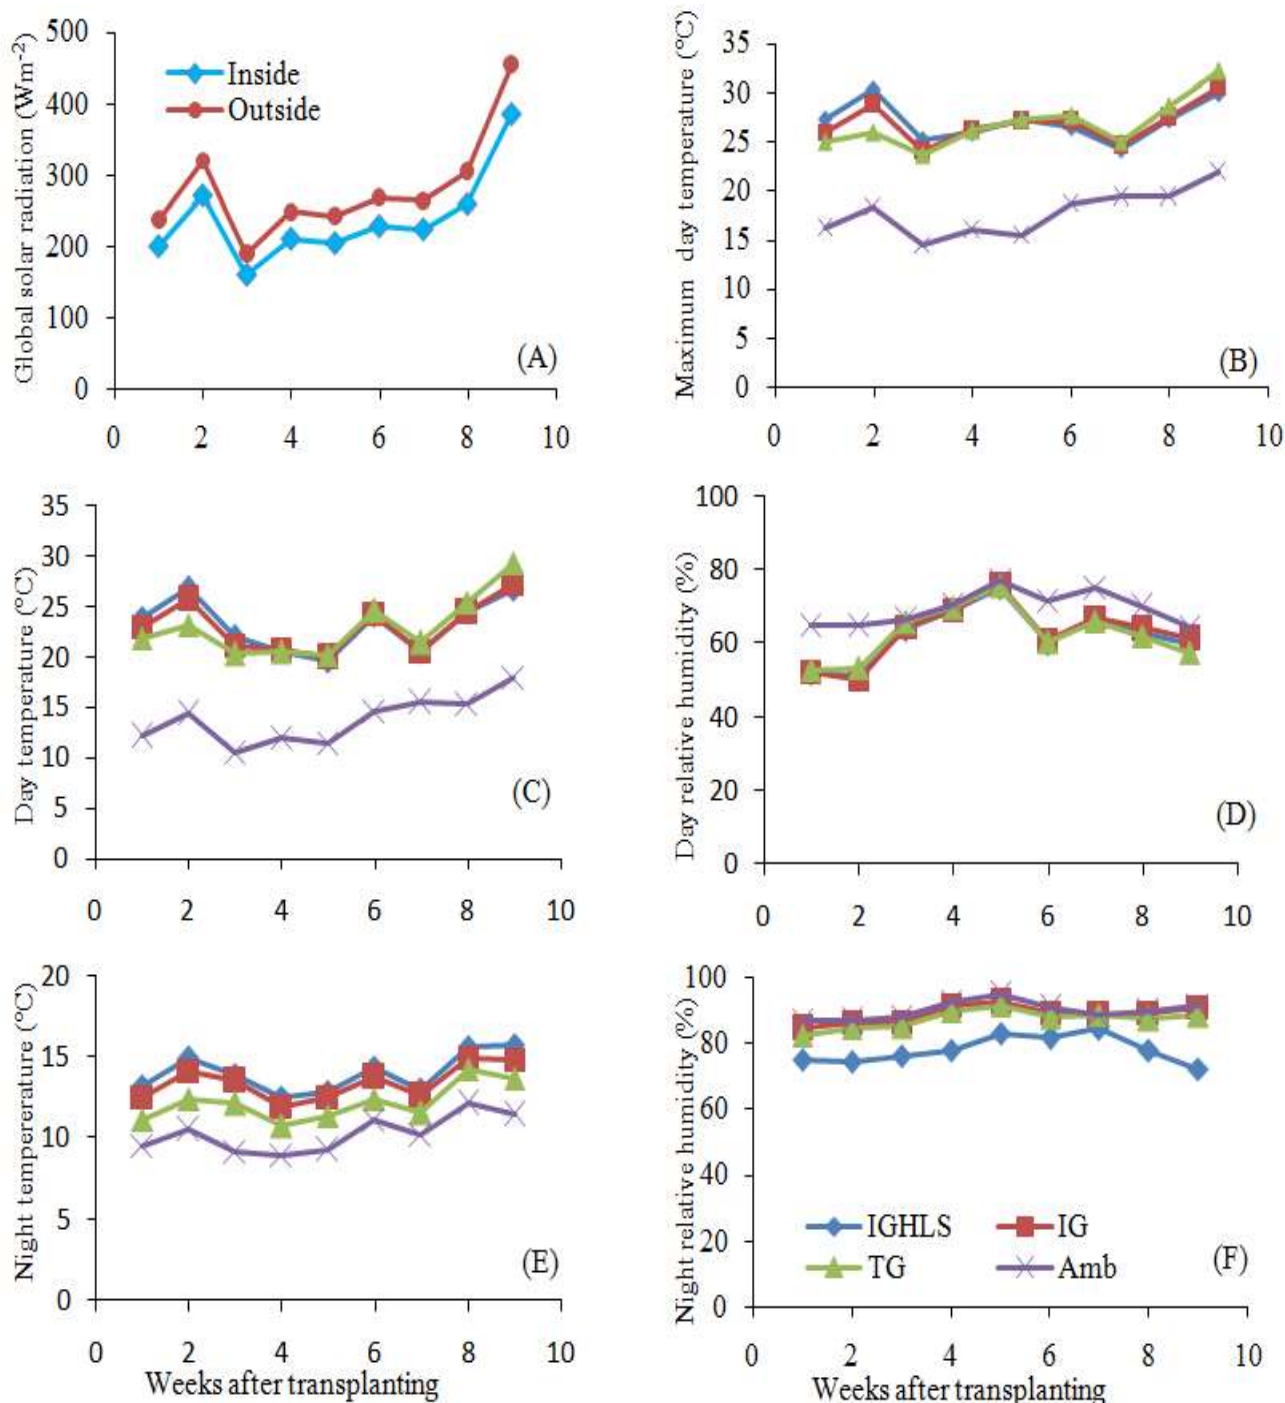 Global solar radiation (Wm-2)
500
400
300
200
100
0
Inside
Outside
(A)
0 2 4 6 8 10
Maximum day temperature (°C)
35
30
25
20
15
10
5
0
(B)
0 2 4 6 8 10
Day temperature (°C)
35
30
25
20
15
10
5
0
(C)
0 2 4 6 8 10
Day relative humidity (%)
100
80
60
40
20
0
(D)
0 2 4 6 8 10
Night temperature (°C)
20
15
10
5
0
(E)
0 2 4 6 8 10
Weeks after transplanting
Night relative humidity (%)
100
80
60
40
20
0
IGHLS IG
TG Amb
(F)
0 2 4 6 8 10
Weeks after transplanting